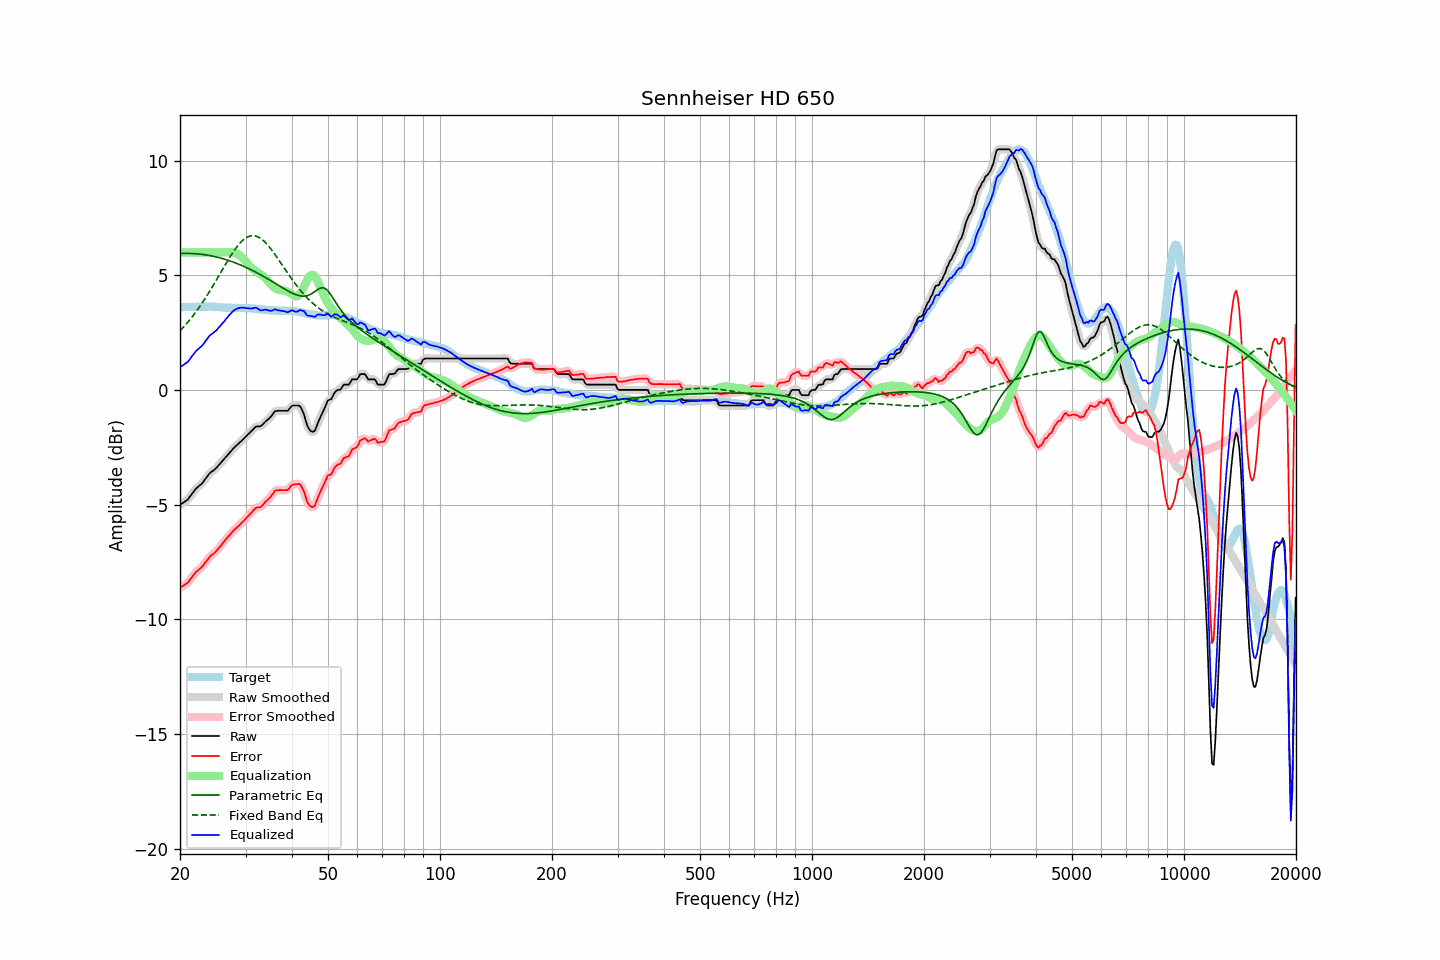 Sennheiser HD 650
Amplitude (dBr)
10
5
0
−5
−10
−15
−20
Target
Raw Smoothed
Error Smoothed
Raw
Error
Equalization
Parametric Eq
Fixed Band Eq
Equalized
20 50 100 200 500 1000 2000 5000 10000 20000
Frequency (Hz)